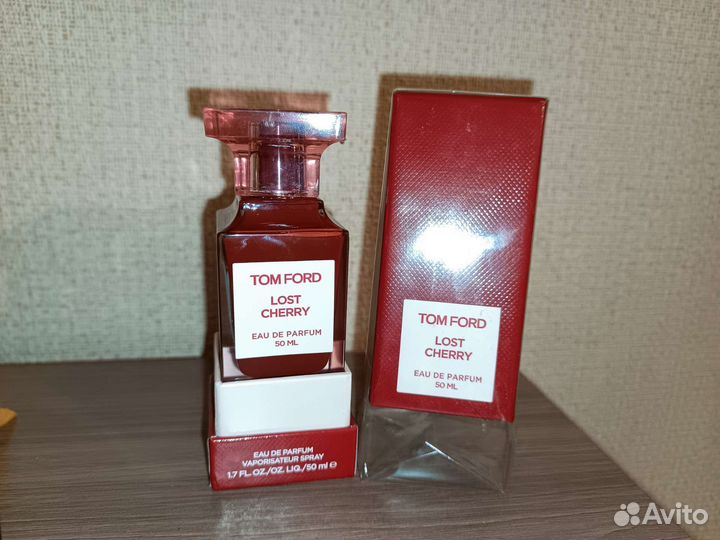 TOM FORD
LOST
CHERRY
EAU DE PARFUM
50 ML
EAU DE PARFUM
VAPORISATEUR SPRAY
1.7 FL. OZ./OZ. LIQ./50 ml e
TOM FORD
LOST
CHERRY
EAU DE PARFUM
50 ML
Avito